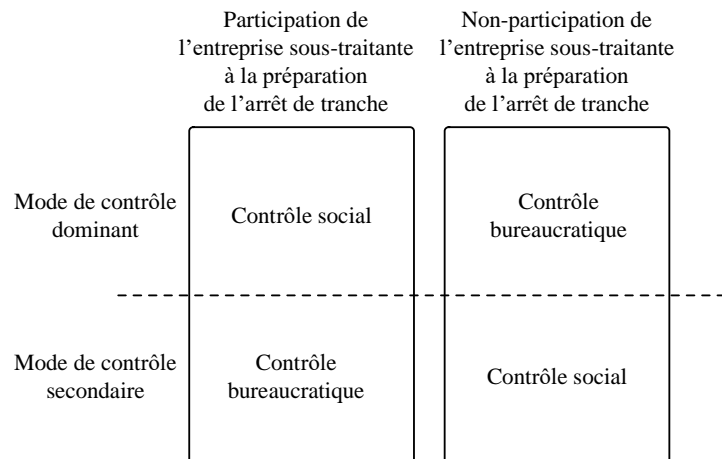 Participation de
l'entreprise sous-traitante
à la préparation
de l'arrêt de tranche
Non-participation de
l'entreprise sous-traitante
à la préparation
de l'arrêt de tranche
Mode de contrôle
dominant
Contrôle social
Contrôle
bureaucratique
Mode de contrôle
secondaire
Contrôle
bureaucratique
Contrôle social